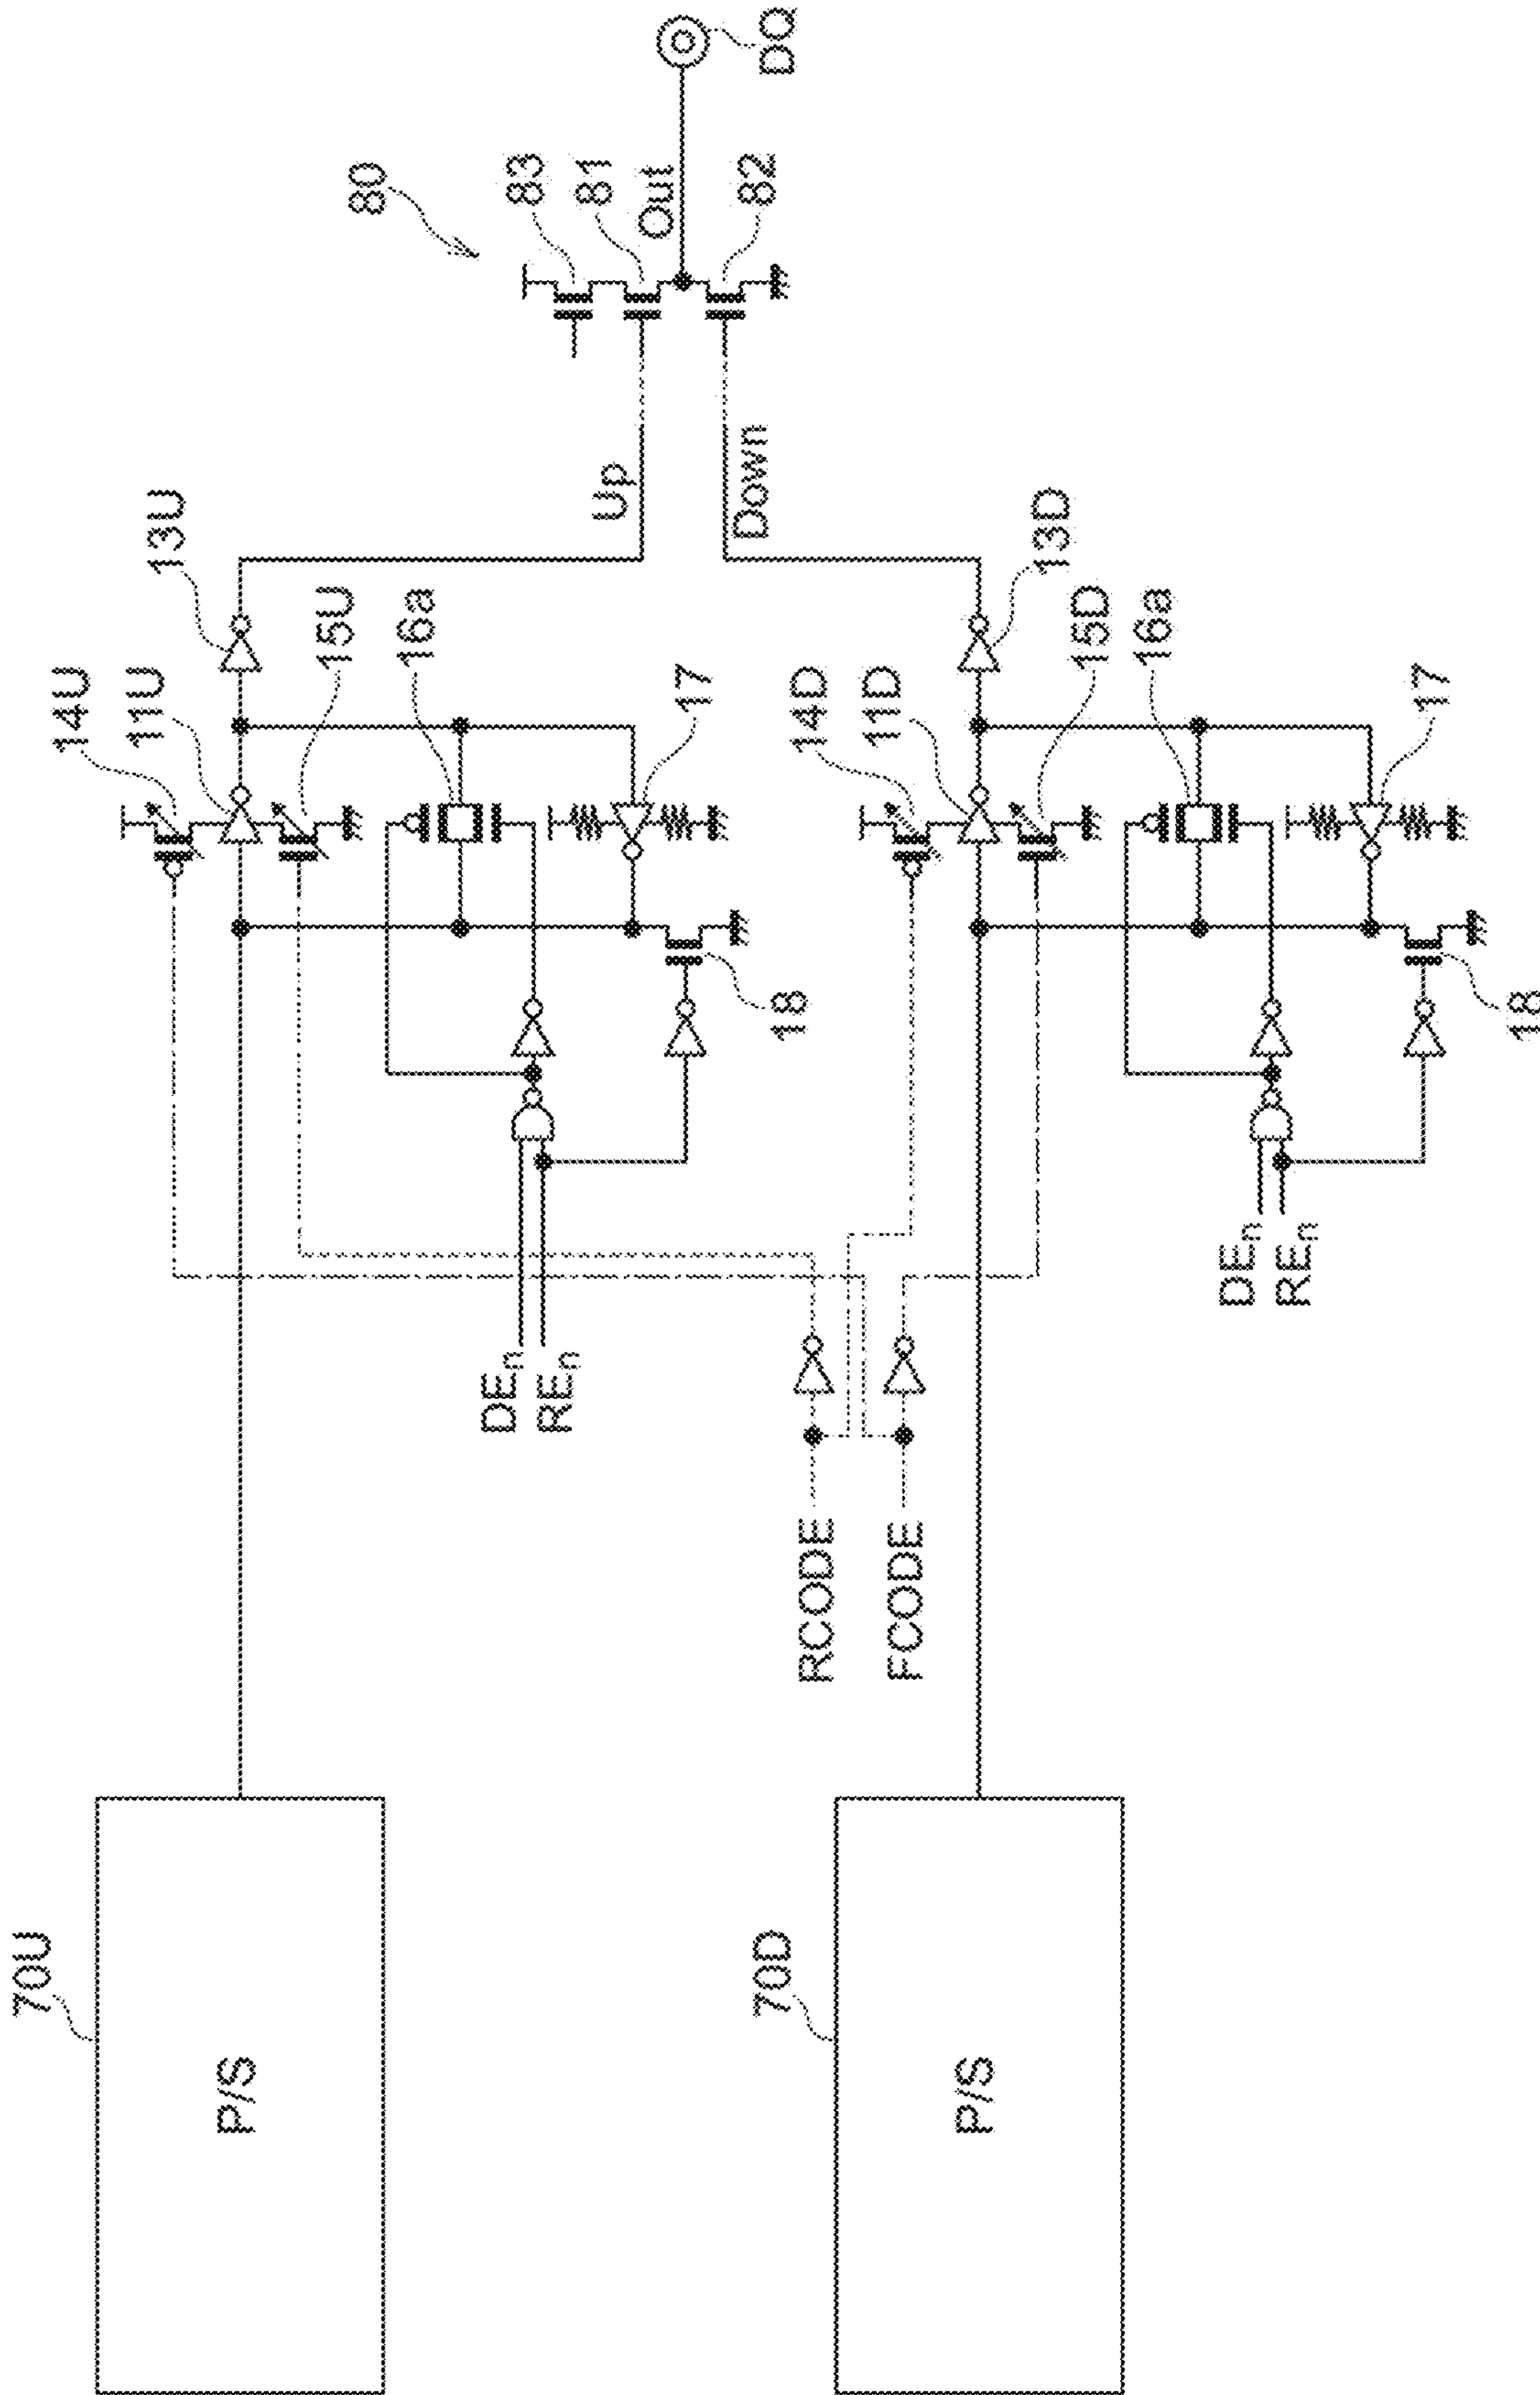 70U
P/S
14U
11U
13U
15U
16a
17
18
DEn
REn
80
83
81
Out
82
DQ
Up
Down
RCODE
FCODE
70D
P/S
14D
11D
13D
15D
16a
17
18
DEn
REn